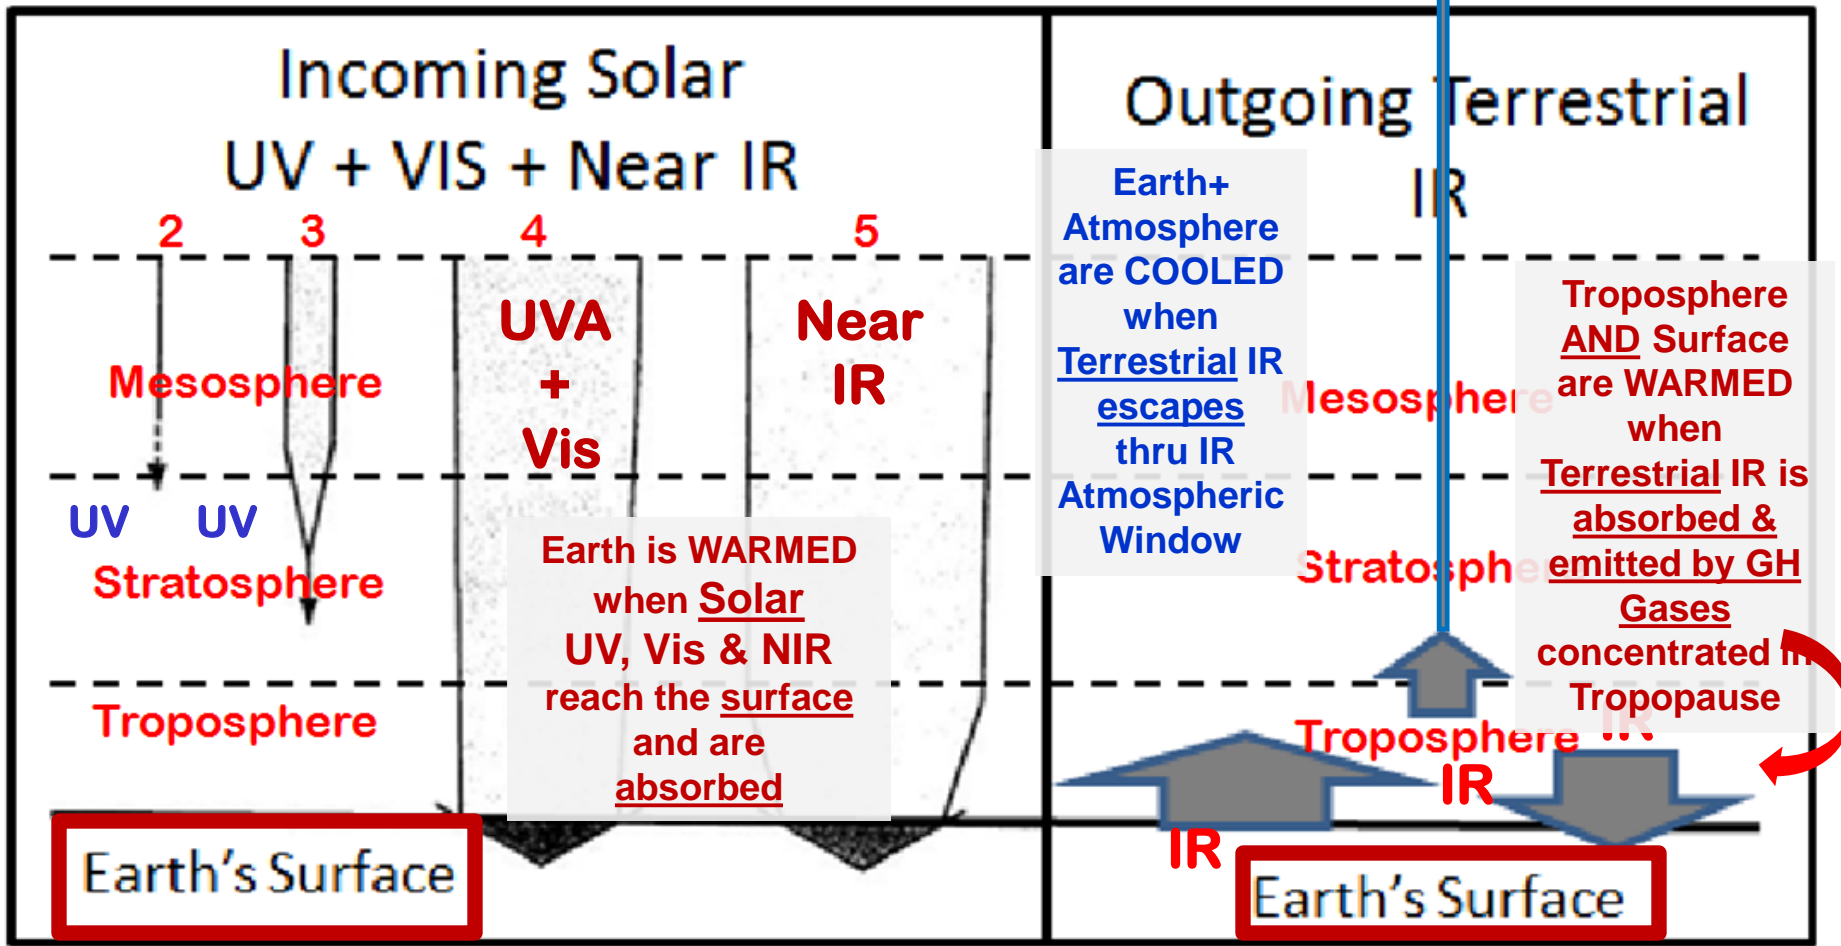 Incoming Solar
UV + VIS + Near IR
2 3 4 5
UVA
+
Vis
Near
IR
Mesosphere
UV UV
Stratosphere
Earth is WARMED
when Solar
UV, Vis & NIR
reach the surface
and are
absorbed
Troposphere
Earth's Surface
Outgoing Terrestrial
IR
Earth+
Atmosphere
are COOLED
when
Terrestrial IR
escapes
thru IR
Atmospheric
Window
Mesosphere
Stratosphe
Troposphere
AND Surface
are WARMED
when
Terrestrial IR is
absorbed &
emitted by GH
Gases
concentrated in
Tropopause
Troposphere
IR
IR
IR
Earth's Surface